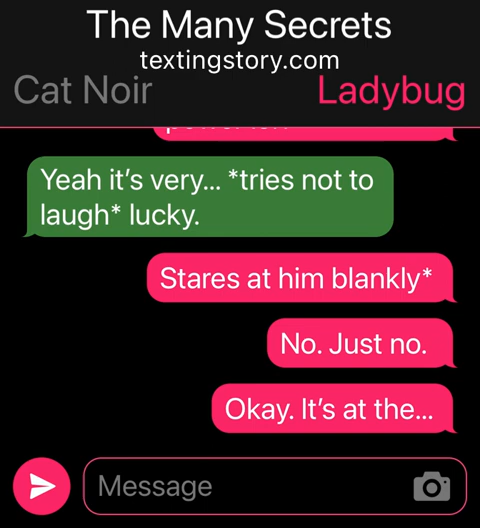 The Many Secrets
textingstory.com
Cat Noir Ladybug
Yeah it’s very... *tries not to
laugh* lucky.
Stares at him blankly*
No. Just no.
Okay. It’s at the...
Message